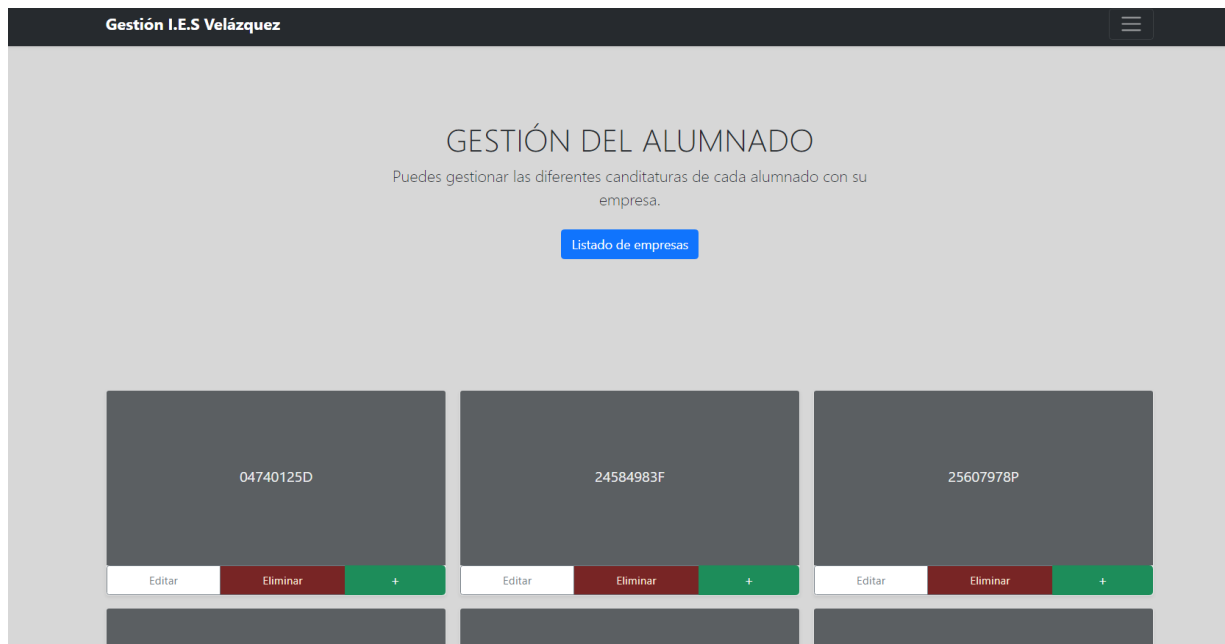 Gestión I.E.S Velázquez
GESTIÓN DEL ALUMNADO
Puedes gestionar las diferentes canditaturas de cada alumnado con su
empresa.
Listado de empresas
04740125D
24584983F
25607978P
Editar Eliminar + Editar Eliminar + Editar Eliminar +